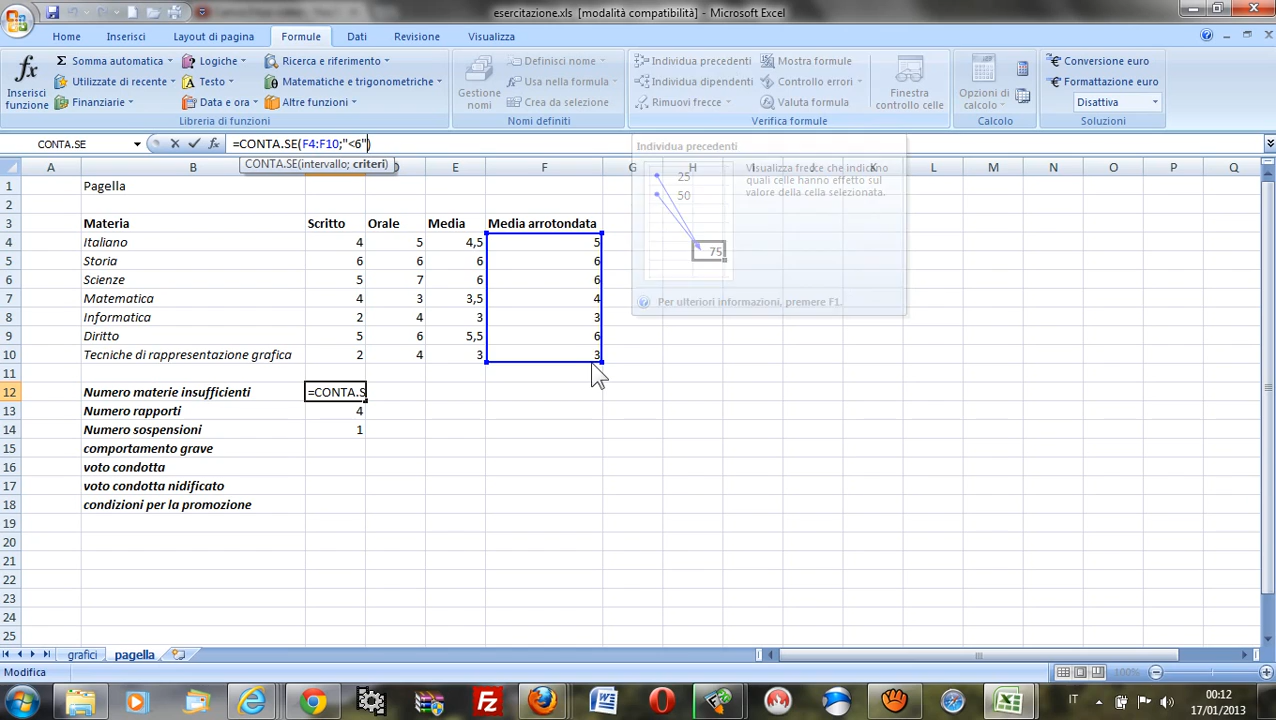 esercitazione.xls [modalità compatibilità] - Microsoft Excel
Home Inserisci Layout di pagina Formule Dati Revisione Visualizza
fx Σ Somma automatica Logiche Ricerca e riferimento Definisci nome Individua precedenti Mostra formule Conversione euro
Utilizzate di recente Testo Matematiche e trigonometriche Usa nella formula Individua dipendenti Controllo errori Formattazione euro
Inserisci funzione Finanziarie Data e ora Altre funzioni Gestione nomi Crea da selezione Rimuovi frecce Valuta formula Finestra controllo celle Opzioni di calcolo Disattiva
Libreria di funzioni Nomi definiti Verifica formule Calcolo Soluzioni
CONTA.SE fx =CONTA.SE(F4:F10;"<6")
CONTA.SE(intervallo; criteri)
Individua precedenti
Visualizza frecce che indicano
quali celle hanno effetto sul
valore della cella selezionata.
25
50
75
Per ulteriori informazioni, premere F1.
A B D E F G H I J K L M N O P Q
1 Pagella
2
3 Materia Scritto Orale Media Media arrotondata
4 Italiano 4 5 4,5 5
5 Storia 6 6 6 6
6 Scienze 5 7 6 6
7 Matematica 4 3 3,5 4
8 Informatica 2 4 3 3
9 Diritto 5 6 5,5 6
10 Tecniche di rappresentazione grafica 2 4 3 3
11
12 Numero materie insufficienti =CONTA.S
13 Numero rapporti 4
14 Numero sospensioni 1
15 comportamento grave
16 voto condotta
17 voto condotta nidificato
18 condizioni per la promozione
19
20
21
22
23
24
25
grafici pagella
Modifica 100%
IT 00:12
17/01/2013